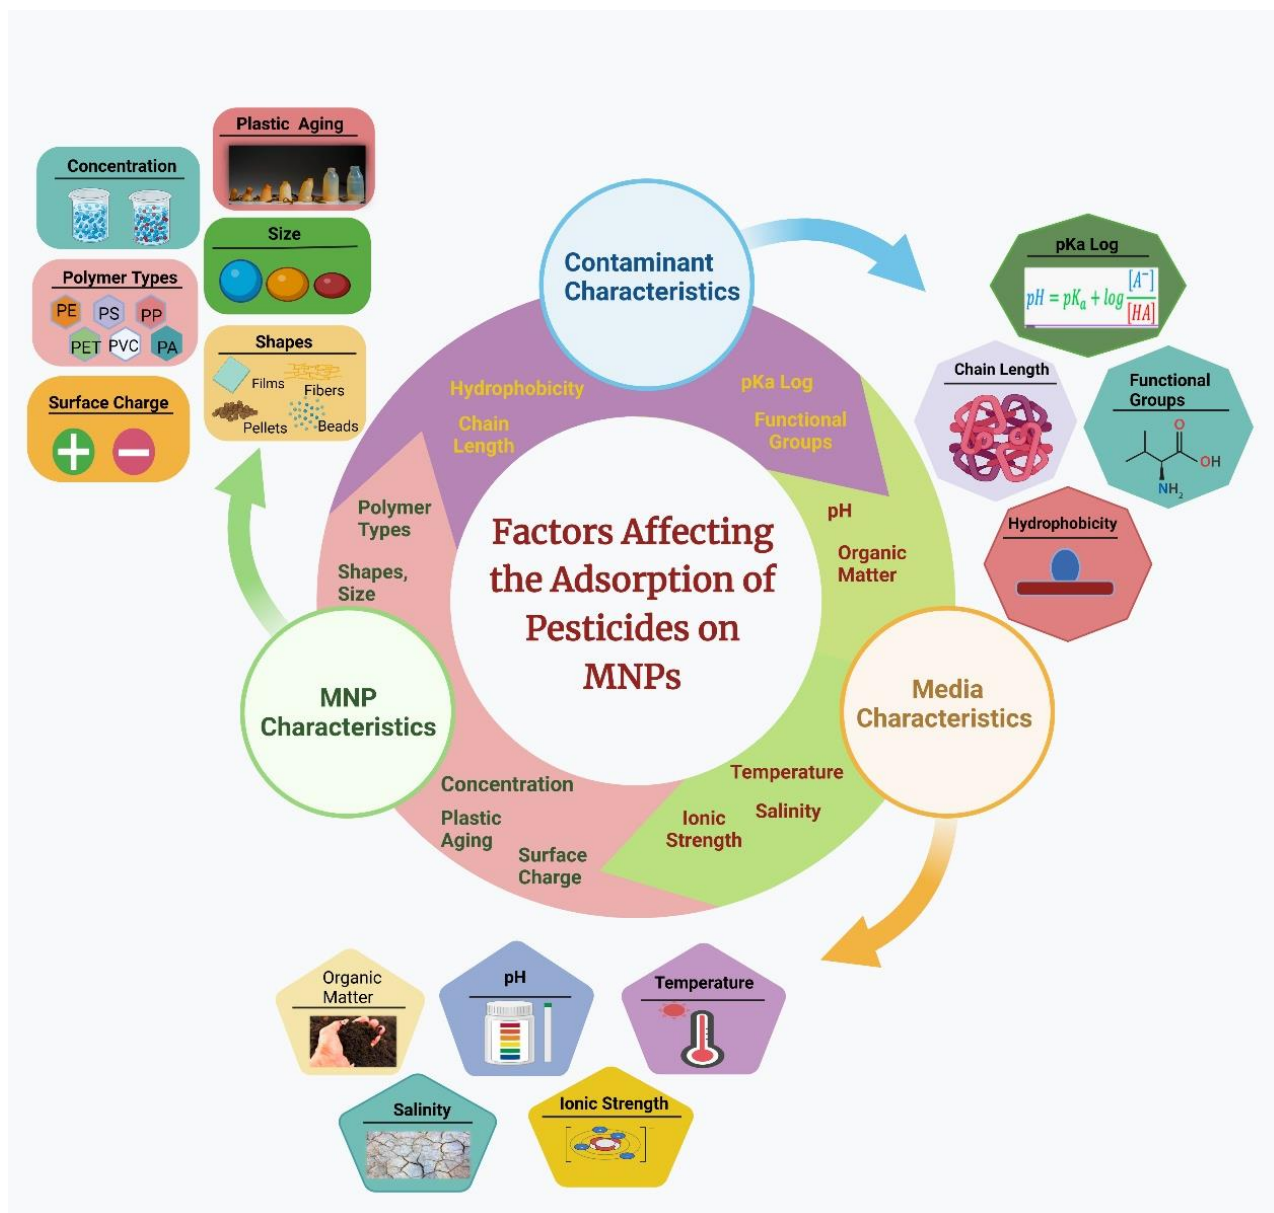 Plastic Aging
Concentration
Size
Polymer Types
PE
PS
PP
PET
PVC
PA
Shapes
Films
Fibers
Pellets
Beads
Surface Charge
+
−
Contaminant
Characteristics
pKa Log
pH = pKₐ + log [A⁻]
[HA]
Chain Length
Functional
Groups
O
OH
NH₂
Hydrophobicity
Hydrophobicity
Chain
Length
pKa Log
Functional
Groups
Polymer
Types
Shapes,
Size
pH
Organic
Matter
Factors Affecting
the Adsorption of
Pesticides on
MNPs
MNP
Characteristics
Media
Characteristics
Concentration
Plastic
Aging
Surface
Charge
Temperature
Salinity
Ionic
Strength
Organic
Matter
pH
Temperature
Salinity
Ionic Strength